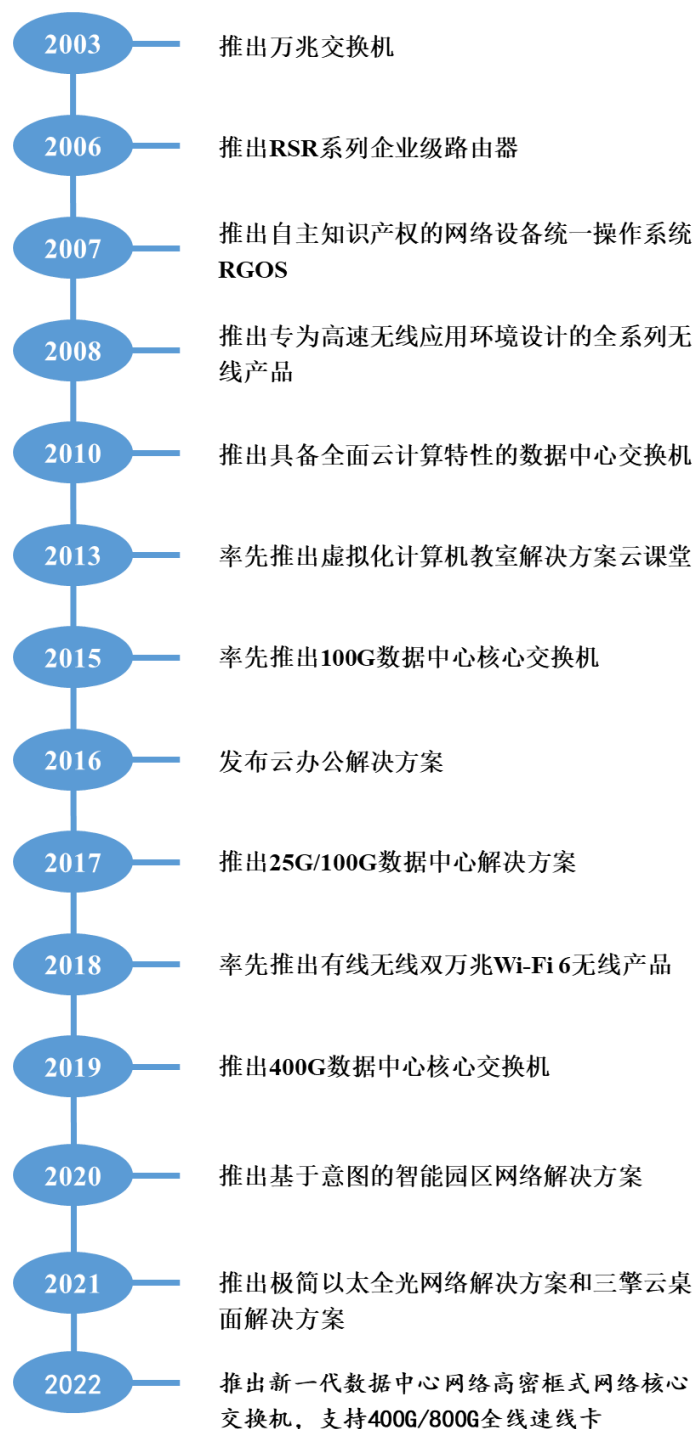 2003
推出万兆交换机
2006
推出RSR系列企业级路由器
2007
推出自主知识产权的网络设备统一操作系统
RGOS
2008
推出专为高速无线应用环境设计的全系列无
线产品
2010
推出具备全面云计算特性的数据中心交换机
2013
率先推出虚拟化计算机教室解决方案云课堂
2015
率先推出100G数据中心核心交换机
2016
发布云办公解决方案
2017
推出25G/100G数据中心解决方案
2018
率先推出有线无线双万兆Wi-Fi 6无线产品
2019
推出400G数据中心核心交换机
2020
推出基于意图的智能园区网络解决方案
2021
推出极简以太全光网络解决方案和三擎云桌
面解决方案
2022
推出新一代数据中心网络高密框式网络核心
交换机，支持400G/800G全线速线卡